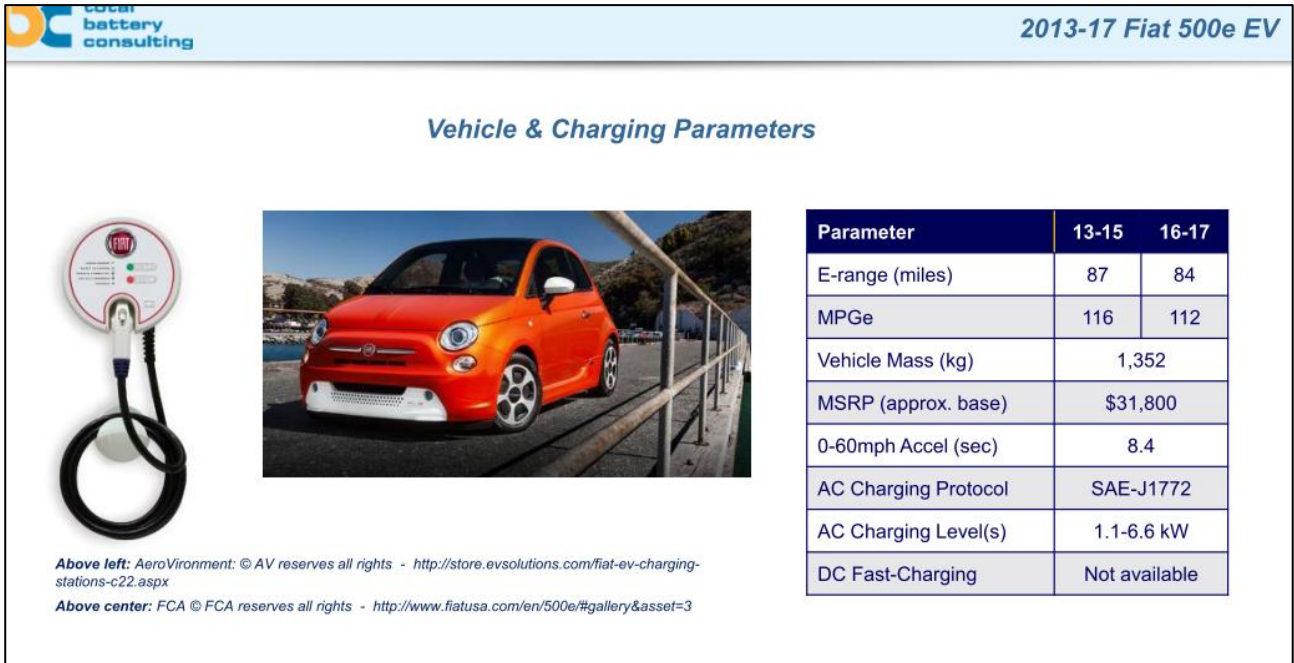 total
battery
consulting
2013-17 Fiat 500e EV
Vehicle & Charging Parameters
FIAT
Parameter 13-15 16-17
E-range (miles) 87 84
MPGe 116 112
Vehicle Mass (kg) 1,352
MSRP (approx. base) $31,800
0-60mph Accel (sec) 8.4
AC Charging Protocol SAE-J1772
AC Charging Level(s) 1.1-6.6 kW
DC Fast-Charging Not available
Above left: AeroVironment: © AV reserves all rights - http://store.evsolutions.com/fiat-ev-charging-
stations-c22.aspx
Above center: FCA © FCA reserves all rights - http://www.fiatusa.com/en/500e/#gallery&asset=3